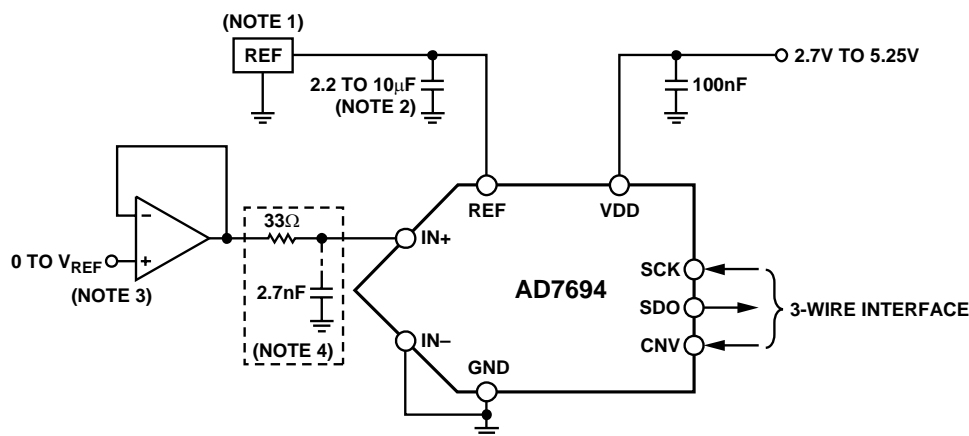 (NOTE 1)
REF
2.2 TO 10μF
(NOTE 2)
100nF
2.7V TO 5.25V
REF
VDD
33Ω
IN+
−
+
0 TO VREF
(NOTE 3)
2.7nF
(NOTE 4)
AD7694
SCK
SDO
CNV
3-WIRE INTERFACE
IN–
GND